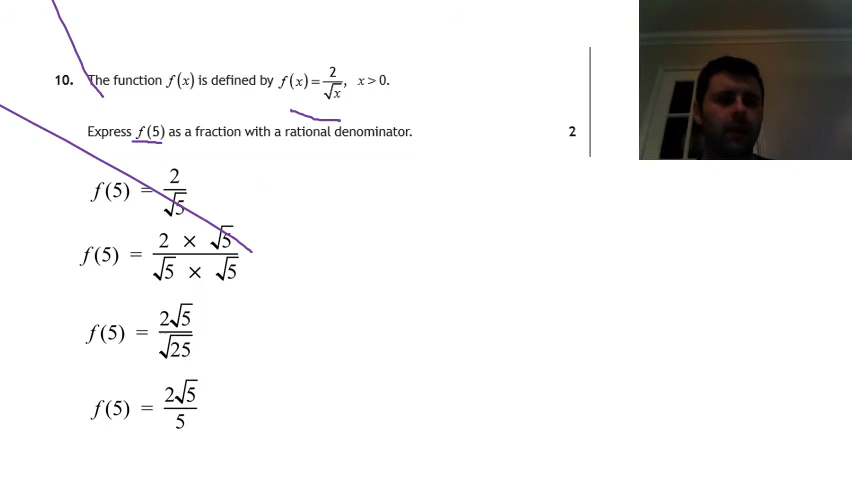 10. The function f(x) is defined by f(x) = 2/√x, x > 0.
Express f(5) as a fraction with a rational denominator. 2
f(5) = 2/√5
f(5) = (2 × √5)/(√5 × √5)
f(5) = 2√5/√25
f(5) = 2√5/5